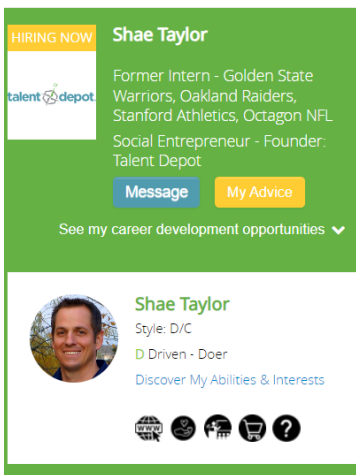 HIRING NOW
Shae Taylor
talent depot
Former Intern - Golden State
Warriors, Oakland Raiders,
Stanford Athletics, Octagon NFL
Social Entrepreneur - Founder:
Talent Depot
Message
My Advice
See my career development opportunities
Shae Taylor
Style: D/C
D Driven - Doer
Discover My Abilities & Interests
WWW
?